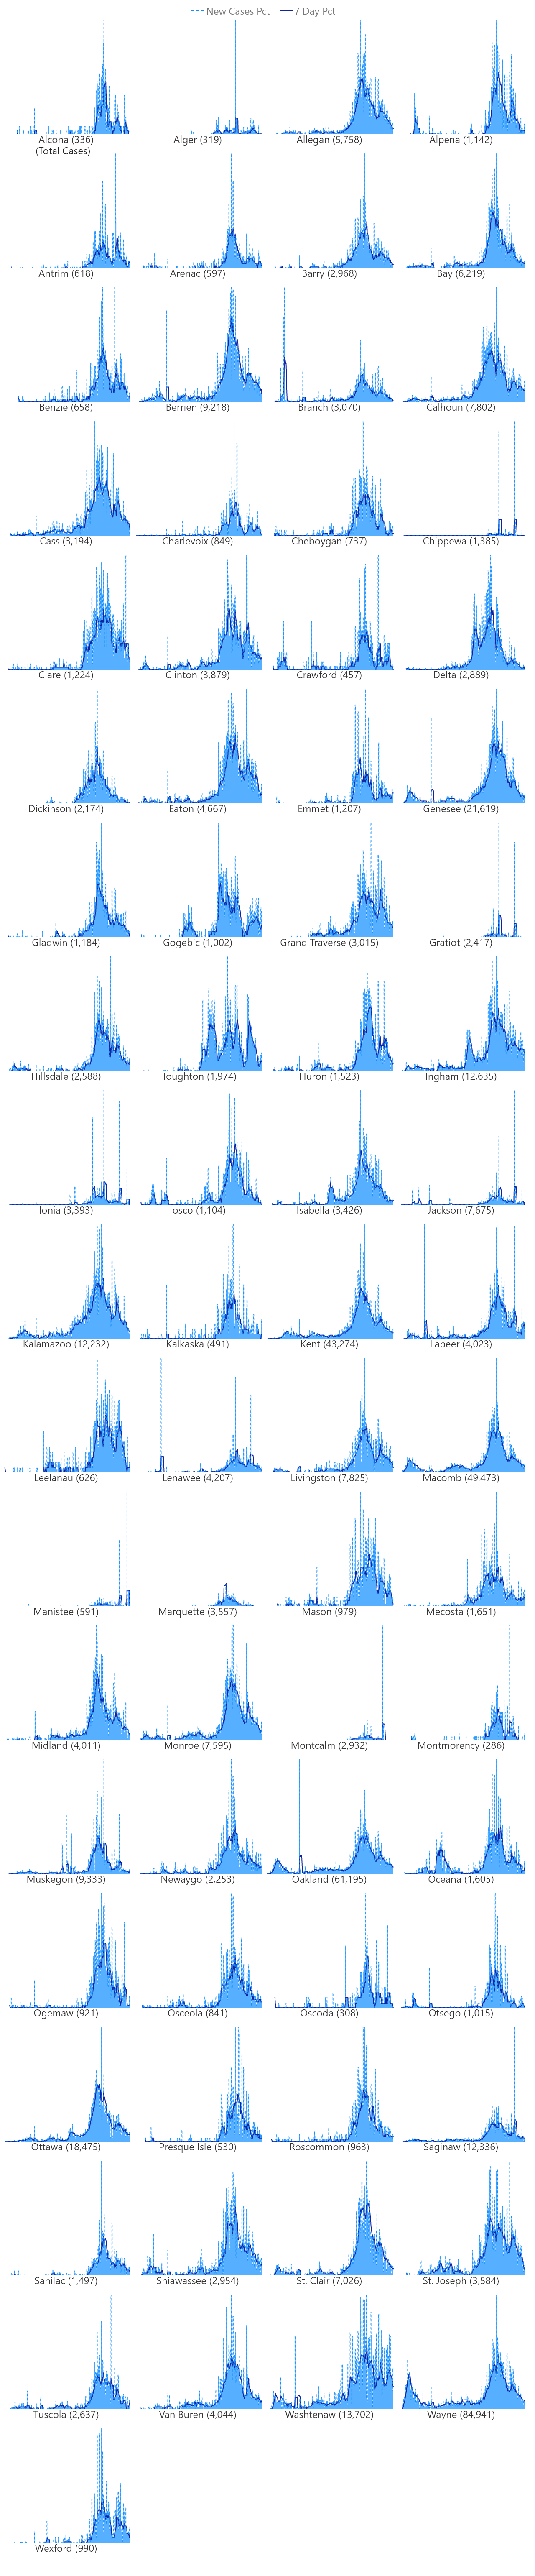 New Cases Pct 7 Day Pct
Alcona (336) Alger (319) Allegan (5,758) Alpena (1,142)
(Total Cases)
Antrim (618) Arenac (597) Barry (2,968) Bay (6,219)
Benzie (658) Berrien (9,218) Branch (3,070) Calhoun (7,802)
Cass (3,194) Charlevoix (849) Cheboygan (737) Chippewa (1,385)
Clare (1,224) Clinton (3,879) Crawford (457) Delta (2,889)
Dickinson (2,174) Eaton (4,667) Emmet (1,207) Genesee (21,619)
Gladwin (1,184) Gogebic (1,002) Grand Traverse (3,015) Gratiot (2,417)
Hillsdale (2,588) Houghton (1,974) Huron (1,523) Ingham (12,635)
Ionia (3,393) Iosco (1,104) Isabella (3,426) Jackson (7,675)
Kalamazoo (12,232) Kalkaska (491) Kent (43,274) Lapeer (4,023)
Leelanau (626) Lenawee (4,207) Livingston (7,825) Macomb (49,473)
Manistee (591) Marquette (3,557) Mason (979) Mecosta (1,651)
Midland (4,011) Monroe (7,595) Montcalm (2,932) Montmorency (286)
Muskegon (9,333) Newaygo (2,253) Oakland (61,195) Oceana (1,605)
Ogemaw (921) Osceola (841) Oscoda (308) Otsego (1,015)
Ottawa (18,475) Presque Isle (530) Roscommon (963) Saginaw (12,336)
Sanilac (1,497) Shiawassee (2,954) St. Clair (7,026) St. Joseph (3,584)
Tuscola (2,637) Van Buren (4,044) Washtenaw (13,702) Wayne (84,941)
Wexford (990)